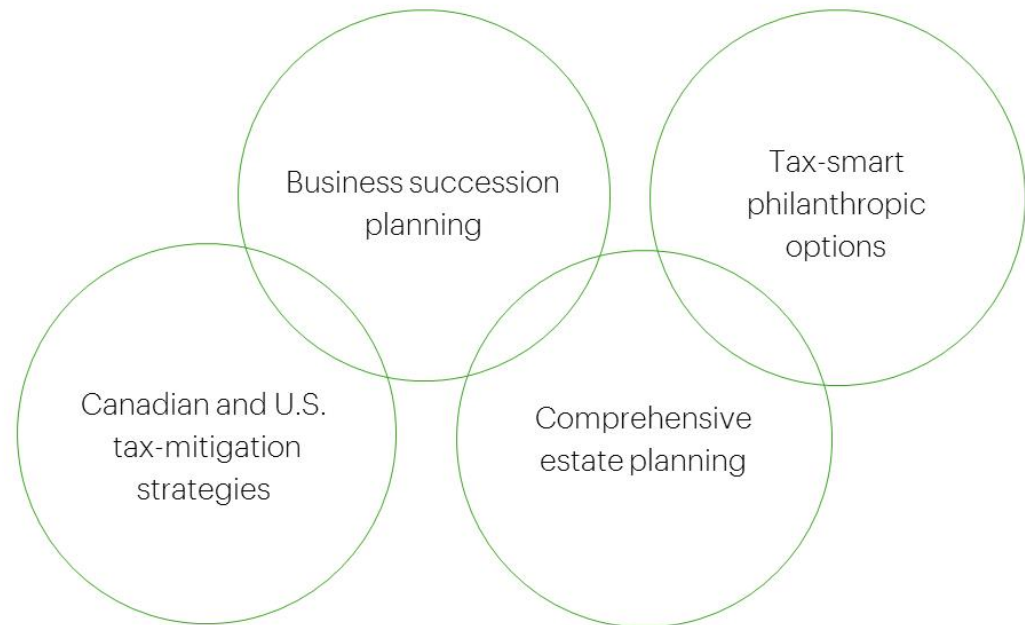 Business succession
planning
Tax-smart
philanthropic
options
Canadian and U.S.
tax-mitigation
strategies
Comprehensive
estate planning